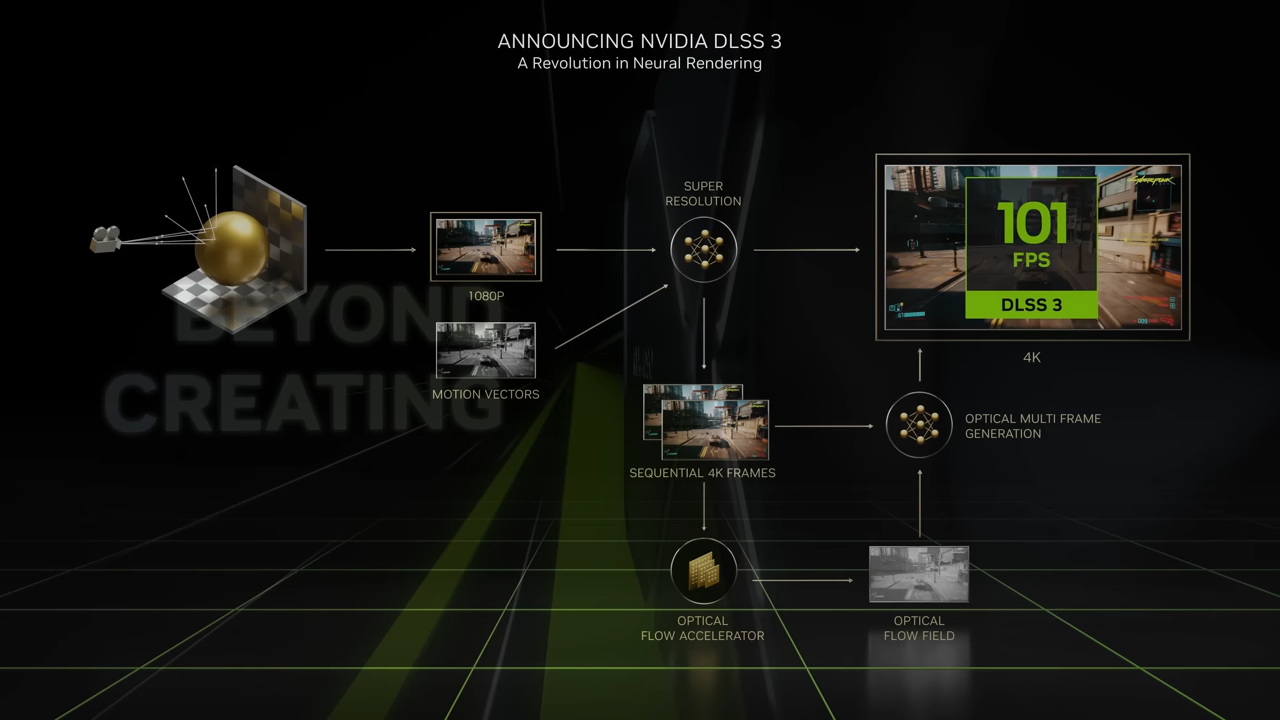 ANNOUNCING NVIDIA DLSS 3
A Revolution in Neural Rendering
SUPER
RESOLUTION
1080P
MOTION VECTORS
BEYOND
CREATING
SEQUENTIAL 4K FRAMES
OPTICAL
FLOW ACCELERATOR
OPTICAL
FLOW FIELD
OPTICAL MULTI FRAME
GENERATION
101
FPS
DLSS 3
4K